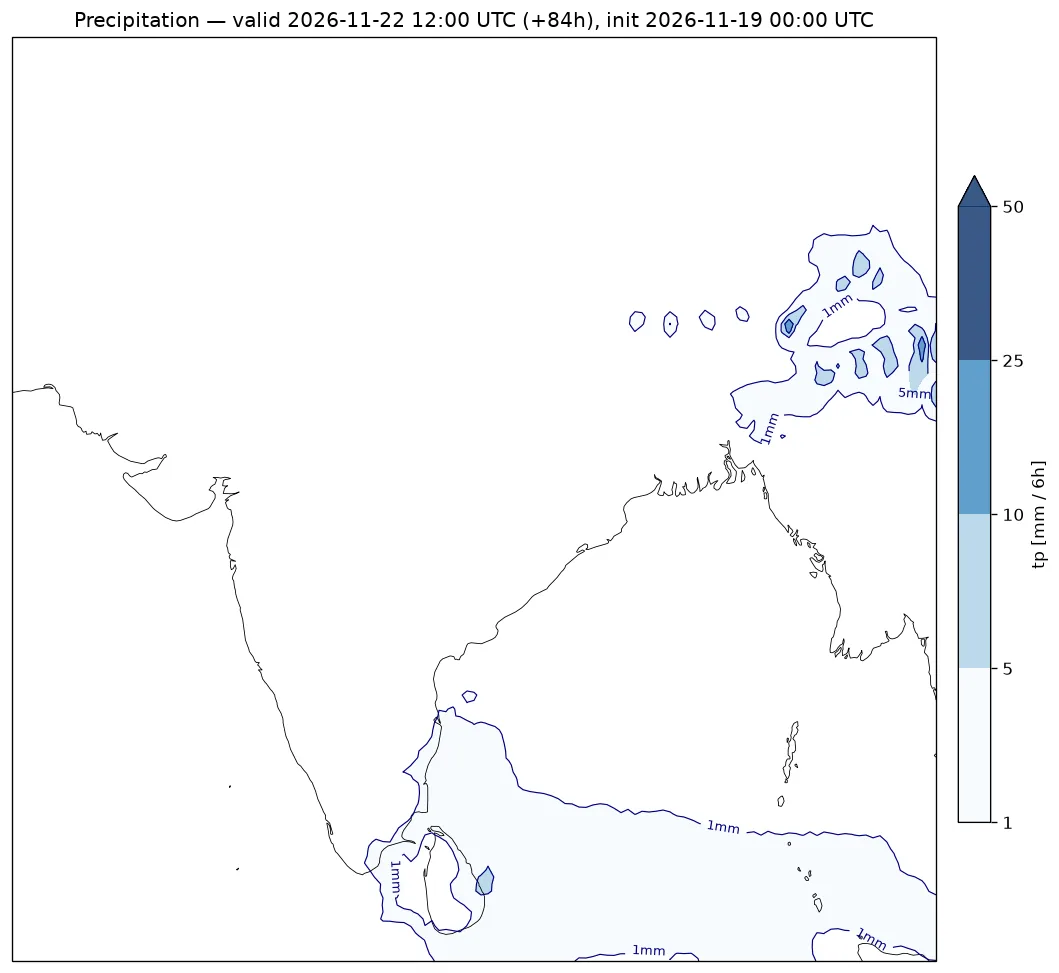 Precipitation — valid 2026-11-22 12:00 UTC (+84h), init 2026-11-19 00:00 UTC
50
25
10
5
1
tp [mm / 6h]
1mm
5mm
1mm
1mm
1mm
1mm
1mm